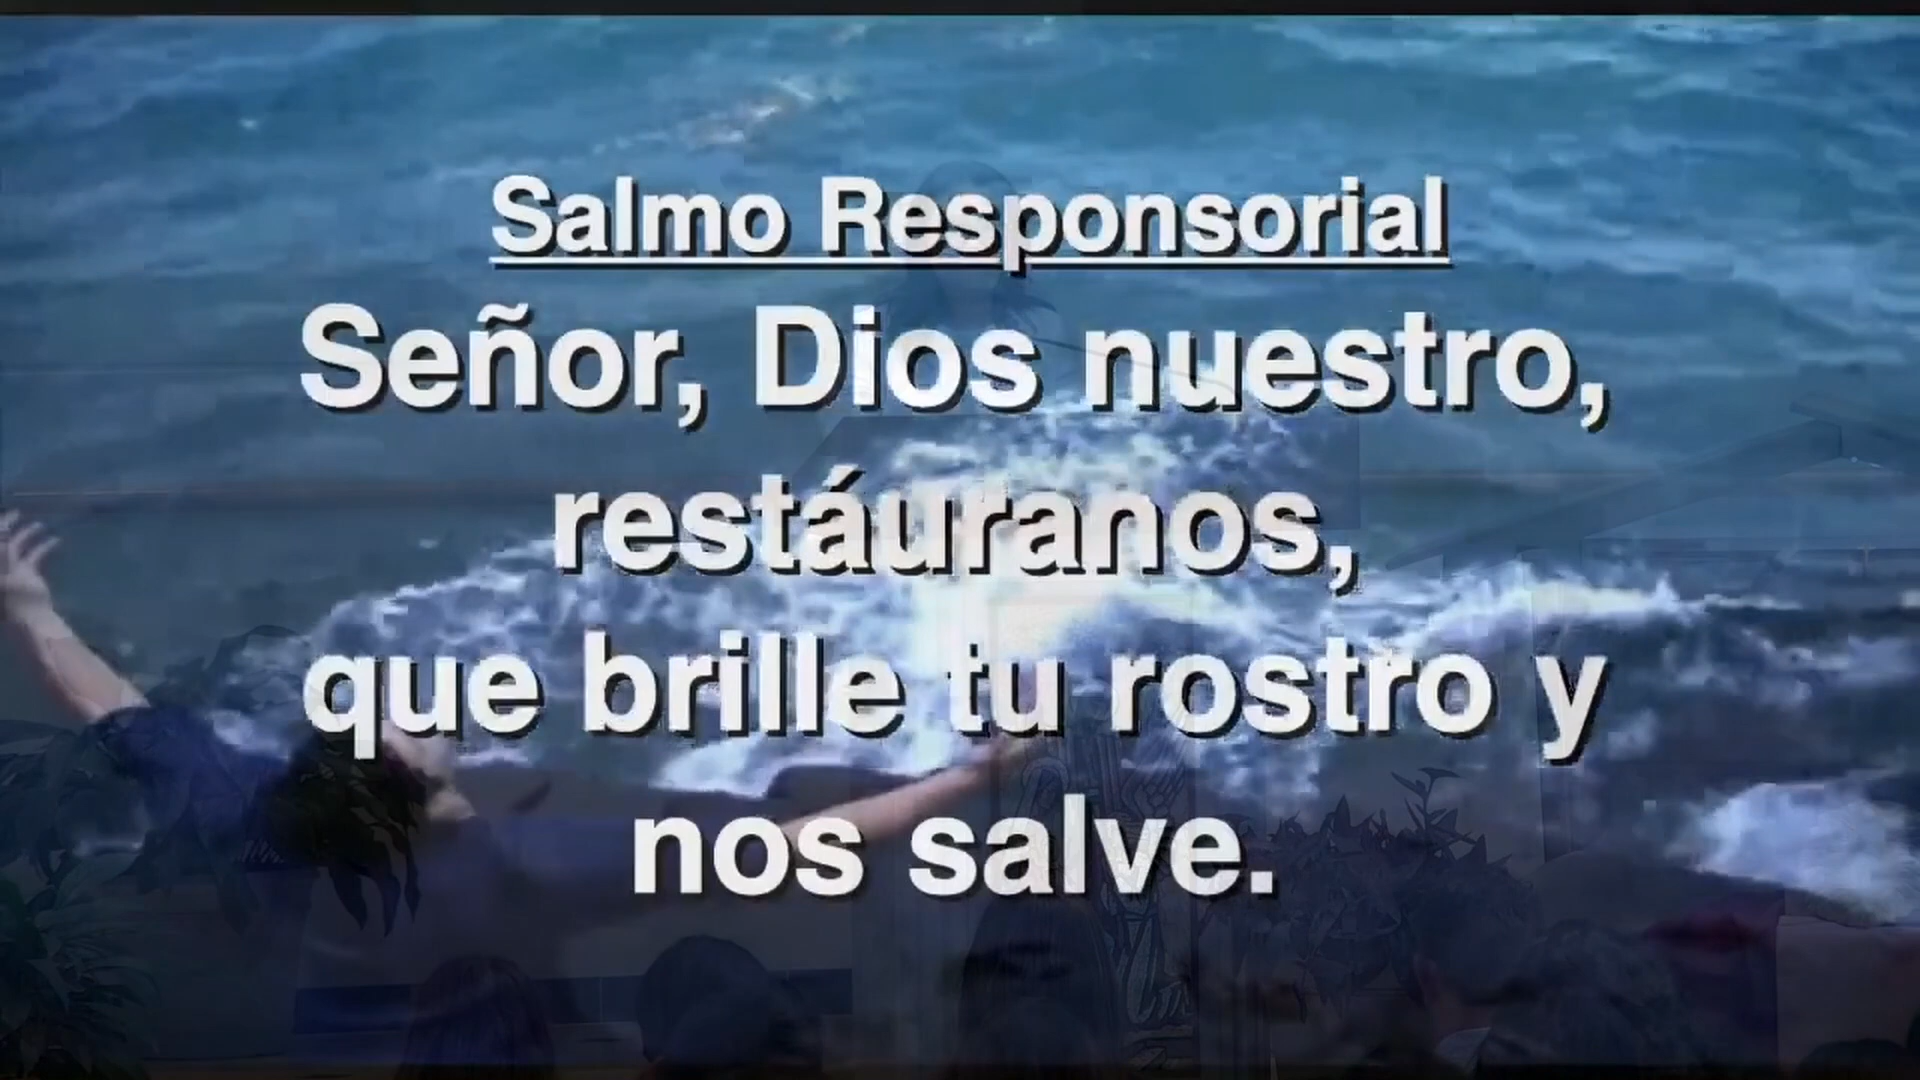 Salmo Responsorial
Señor, Dios nuestro,
restáuranos,
que brille tu rostro y
nos salve.